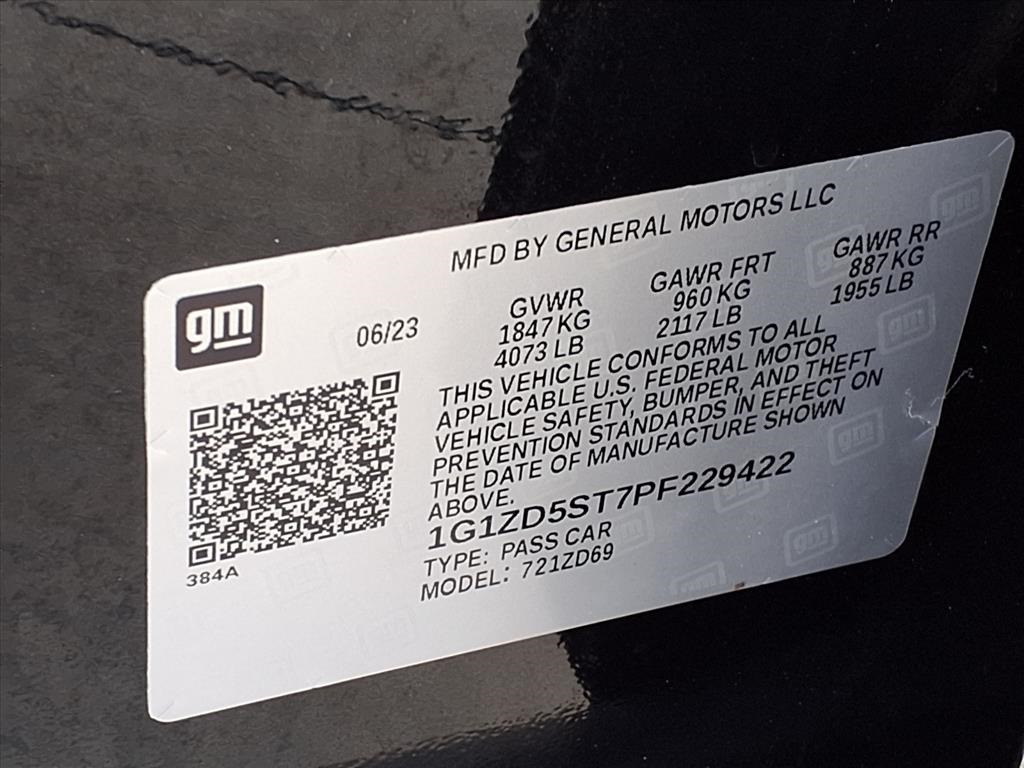 MFD BY GENERAL MOTORS LLC
gm
06/23
GVWR
1847 KG
4073 LB
GAWR FRT
960 KG
2117 LB
GAWR RR
887 KG
1955 LB
THIS VEHICLE CONFORMS TO ALL
APPLICABLE U.S. FEDERAL MOTOR
VEHICLE SAFETY, BUMPER, AND THEFT
PREVENTION STANDARDS IN EFFECT ON
THE DATE OF MANUFACTURE SHOWN
ABOVE.
1G1ZD5ST7PF229422
TYPE: PASS CAR
MODEL: 721ZD69
384A